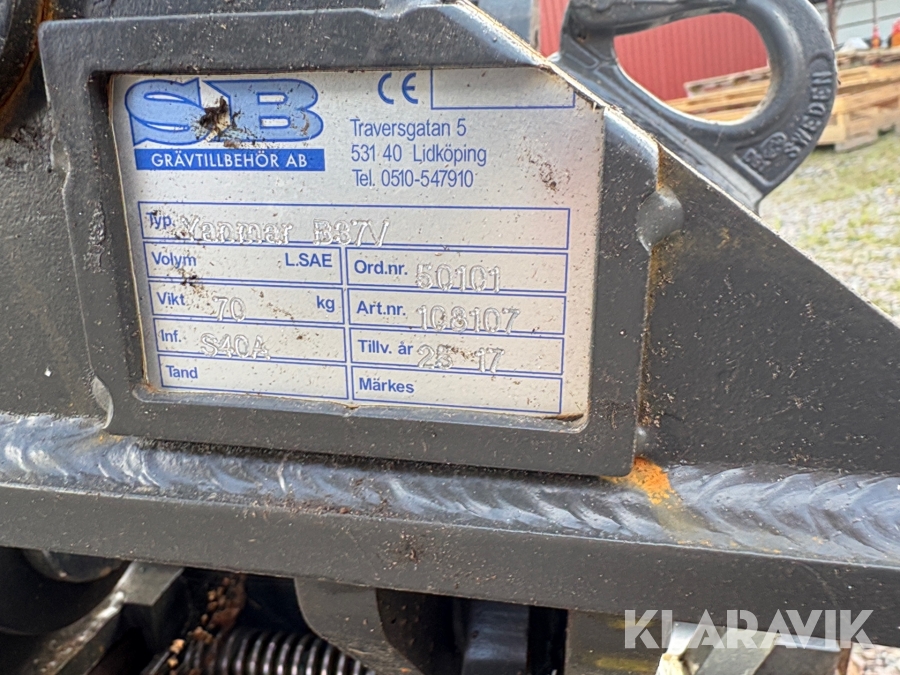 SB
GRÄVTILLBEHÖR AB
CE
Traversgatan 5
531 40 Lidköping
Tel. 0510-547910
Typ. Yanmar B37V
Volym L.SAE
Ord.nr. 50101
Vikt. 70 kg
Art.nr. 108107
Inf. S40A
Tillv. år 25 17
Tand
Märkes
SWEDEN
KLARAVIK